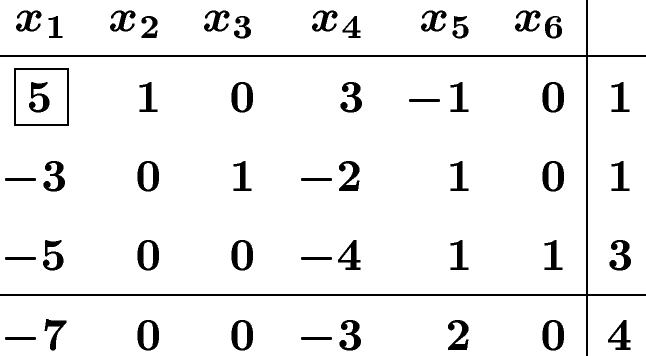 x₁ x₂ x₃ x₄ x₅ x₆
5 1 0 3 −1 0 1
−3 0 1 −2 1 0 1
−5 0 0 −4 1 1 3
−7 0 0 −3 2 0 4